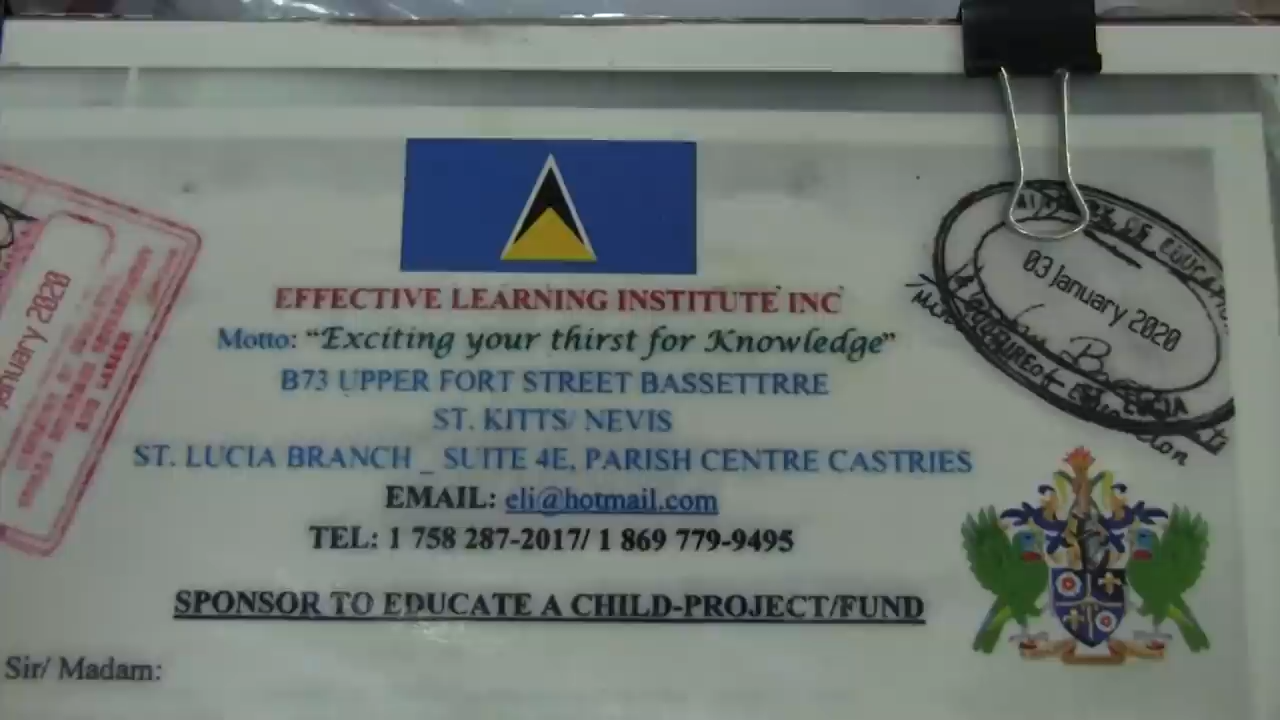 EFFECTIVE LEARNING INSTITUTE INC
Motto: “Exciting your thirst for Knowledge”
B73 UPPER FORT STREET BASSETTRRE
ST. KITTS/ NEVIS
ST. LUCIA BRANCH _ SUITE 4E, PARISH CENTRE CASTRIES
EMAIL: eli@hotmail.com
TEL: 1 758 287-2017/ 1 869 779-9495
SPONSOR TO EDUCATE A CHILD-PROJECT/FUND
Sir/ Madam:
03 January 2020
January 2020